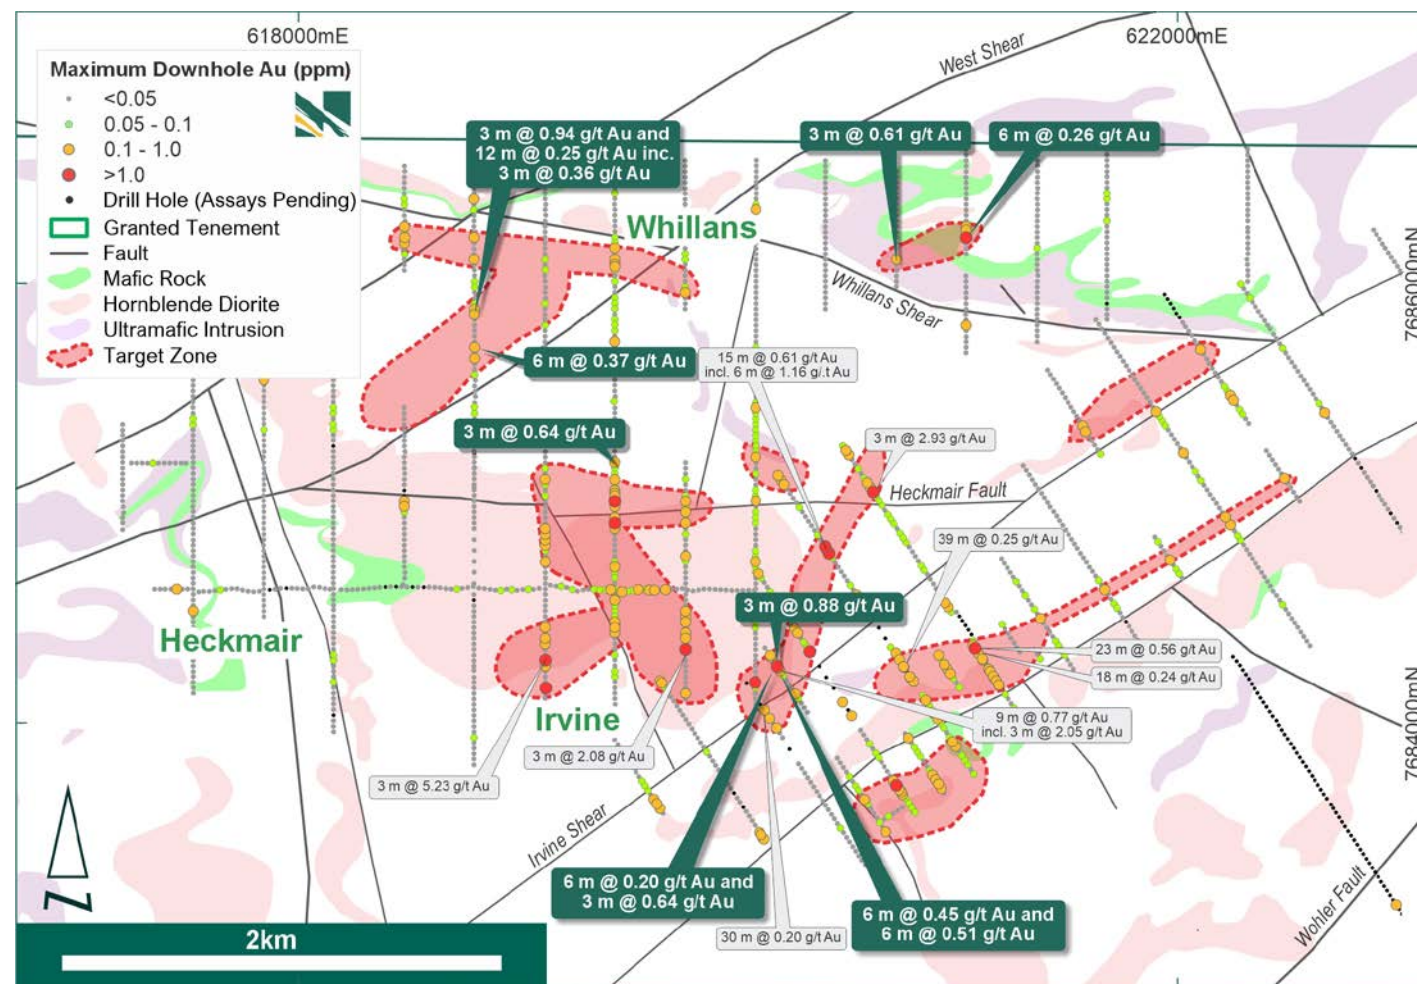 618000mE
622000mE
Maximum Downhole Au (ppm)
<0.05
0.05 - 0.1
0.1 - 1.0
>1.0
Drill Hole (Assays Pending)
Granted Tenement
Fault
Mafic Rock
Hornblende Diorite
Ultramafic Intrusion
Target Zone
West Shear
3 m @ 0.94 g/t Au and
12 m @ 0.25 g/t Au inc.
3 m @ 0.36 g/t Au
3 m @ 0.61 g/t Au
6 m @ 0.26 g/t Au
Whillans
Whillans Shear
7686000mN
6 m @ 0.37 g/t Au
15 m @ 0.61 g/t Au
incl. 6 m @ 1.16 g/.t Au
3 m @ 0.64 g/t Au
3 m @ 2.93 g/t Au
Heckmair Fault
39 m @ 0.25 g/t Au
3 m @ 0.88 g/t Au
Heckmair
23 m @ 0.56 g/t Au
18 m @ 0.24 g/t Au
Irvine
9 m @ 0.77 g/t Au
incl. 3 m @ 2.05 g/t Au
7684000mN
3 m @ 2.08 g/t Au
3 m @ 5.23 g/t Au
Irvine Shear
6 m @ 0.20 g/t Au and
3 m @ 0.64 g/t Au
6 m @ 0.45 g/t Au and
6 m @ 0.51 g/t Au
30 m @ 0.20 g/t Au
Wohler Fault
N
2km